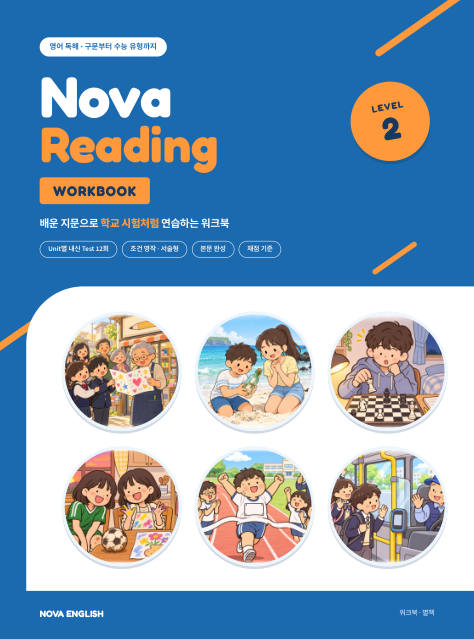 영어 독해 · 구문부터 수능 유형까지
Nova
Reading
LEVEL
2
WORKBOOK
배운 지문으로 학교 시험처럼 연습하는 워크북
Unit별 내신 Test 12회
조건 영작 · 서술형
본문 완성
채점 기준
NOVA ENGLISH
워크북 · 별책